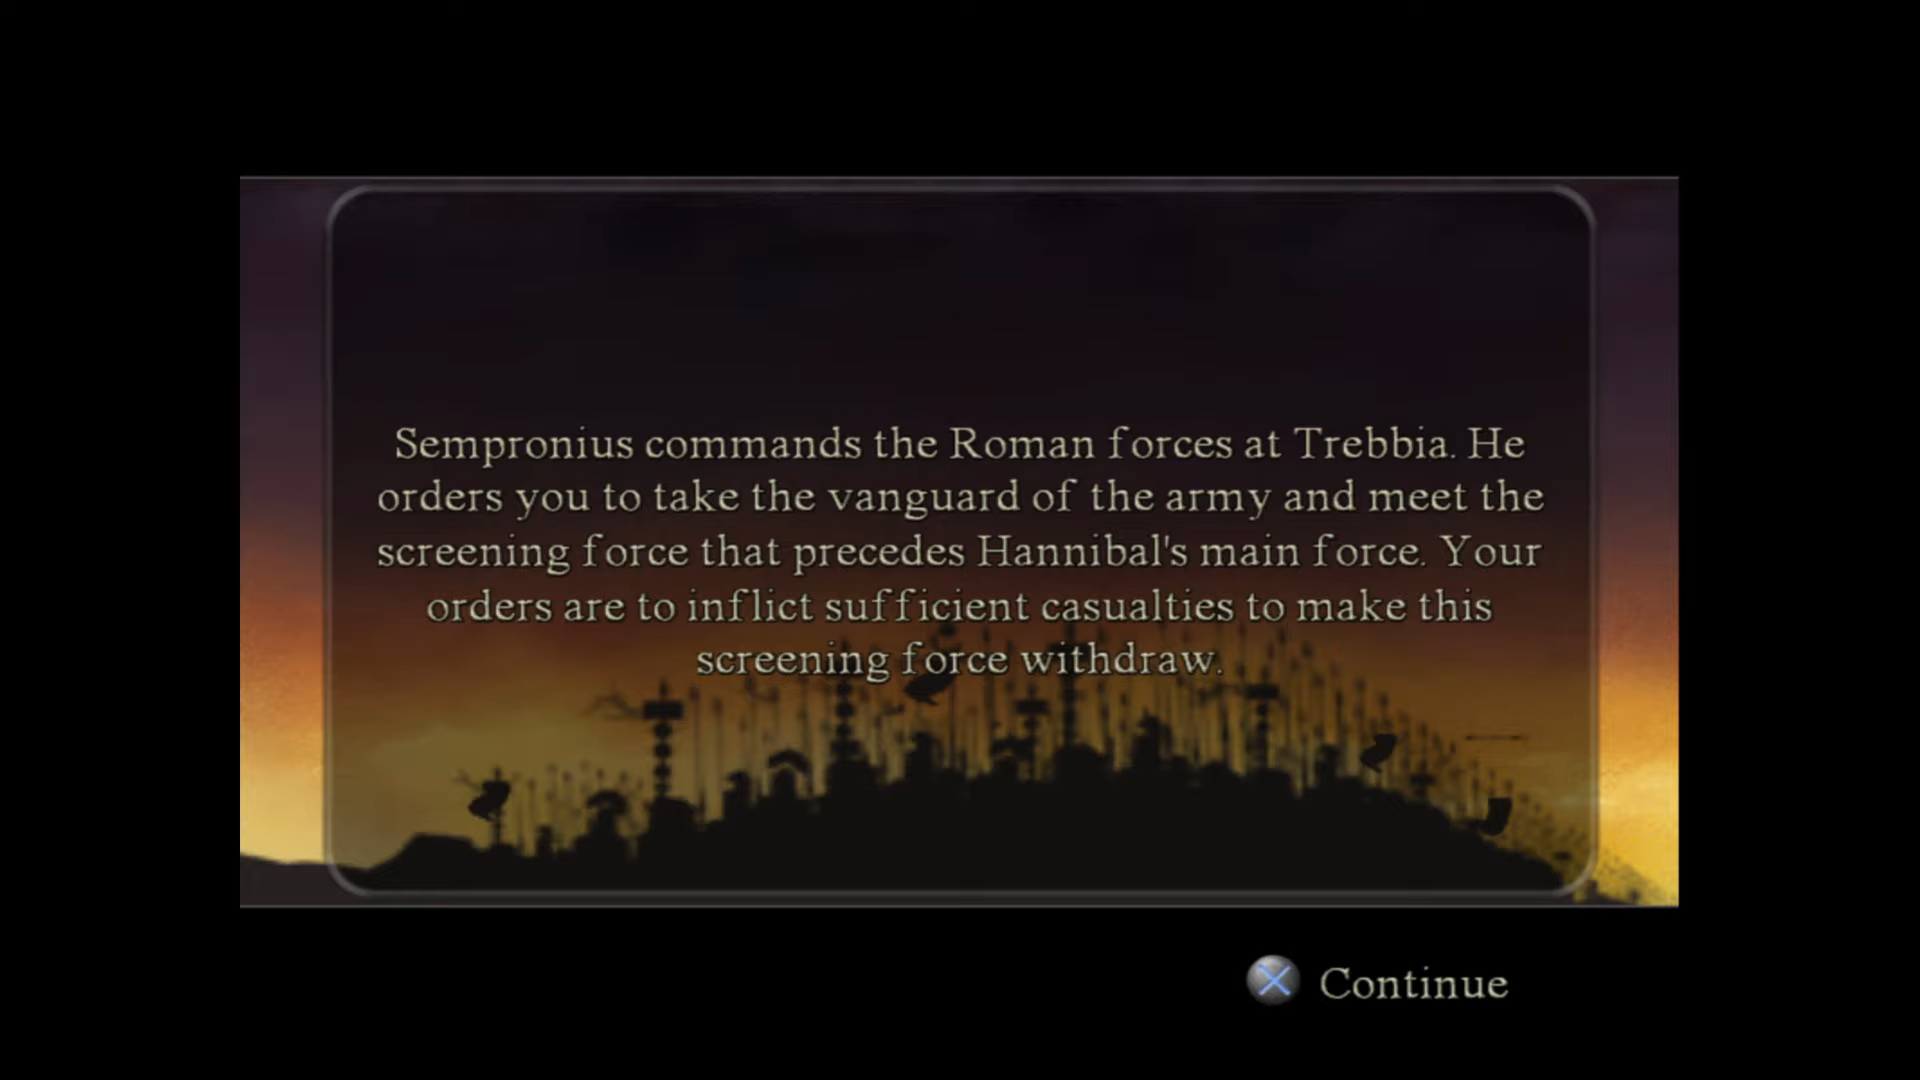 Sempronius commands the Roman forces at Trebbia. He
orders you to take the vanguard of the army and meet the
screening force that precedes Hannibal's main force. Your
orders are to inflict sufficient casualties to make this
screening force withdraw.
Continue